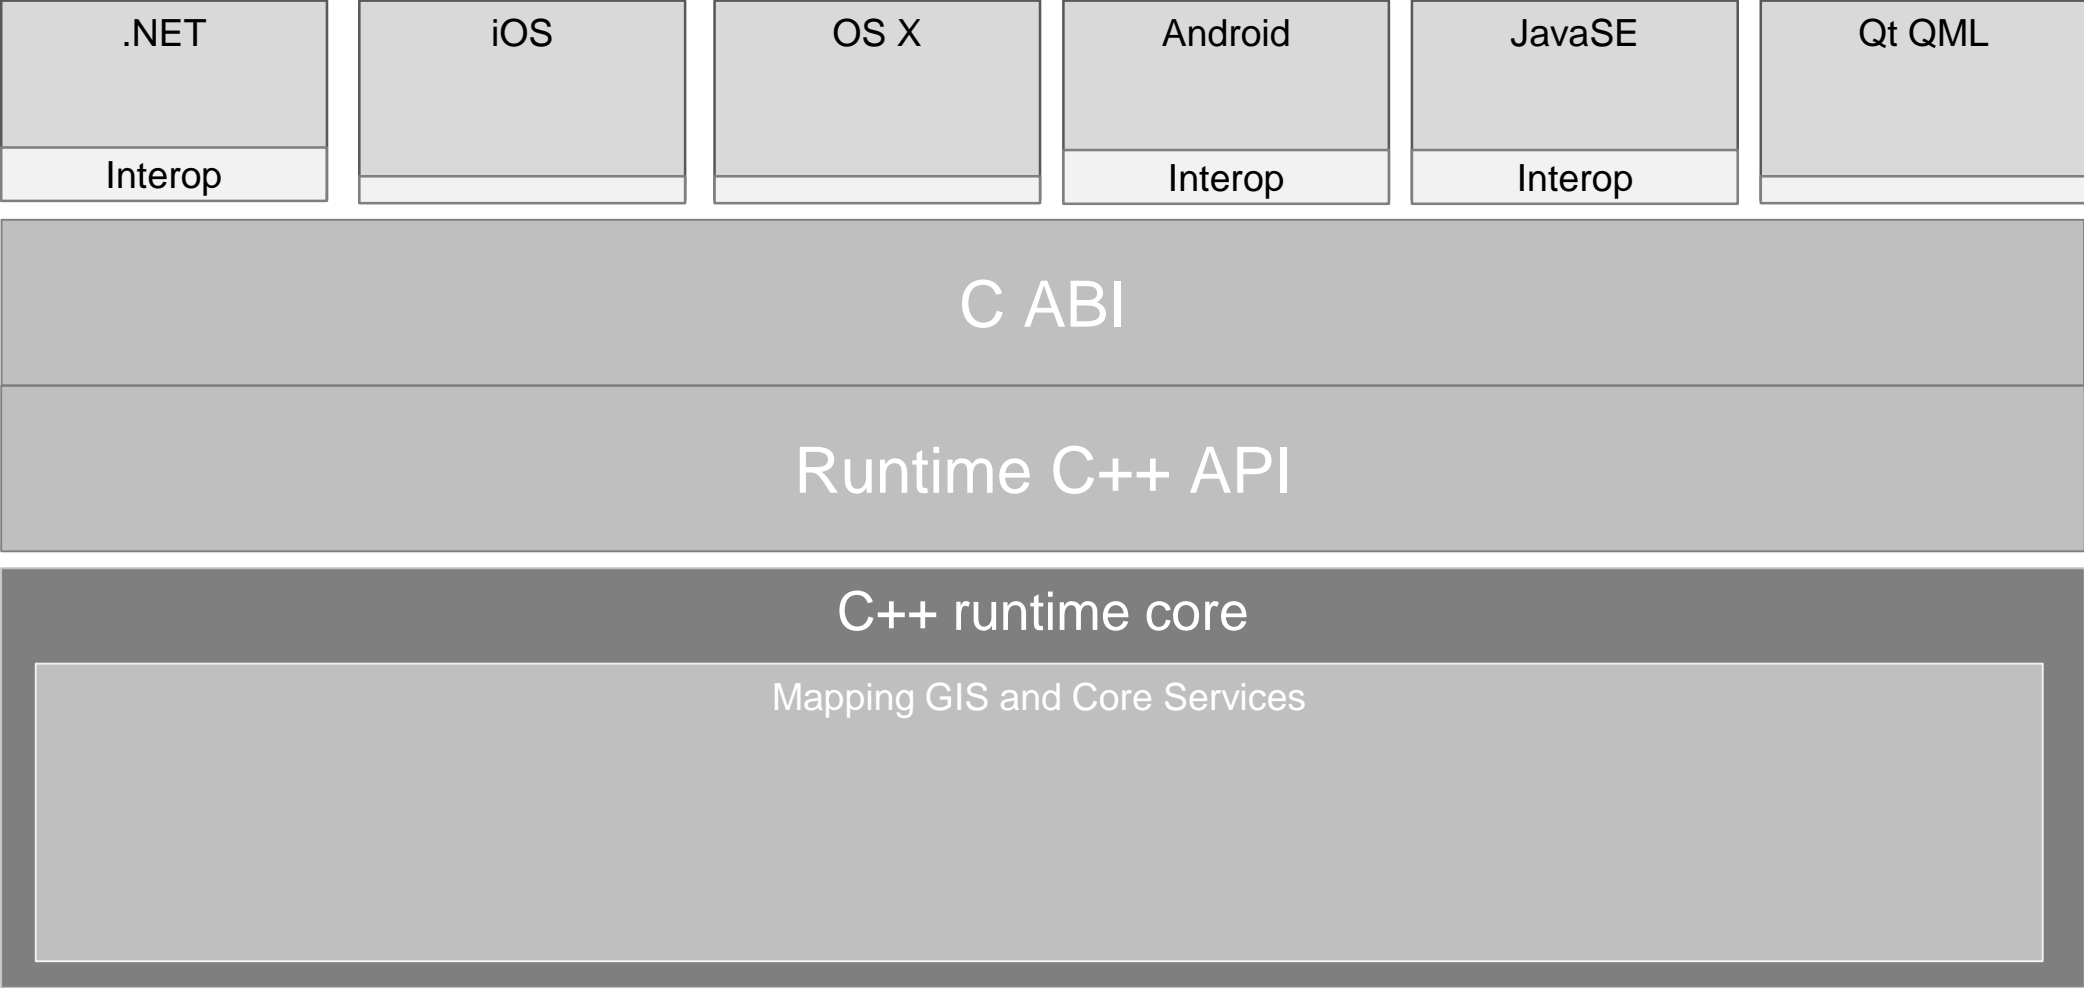 .NET
iOS
OS X
Android
JavaSE
Qt QML
Interop
Interop
Interop
C ABI
Runtime C++ API
C++ runtime core
Mapping GIS and Core Services